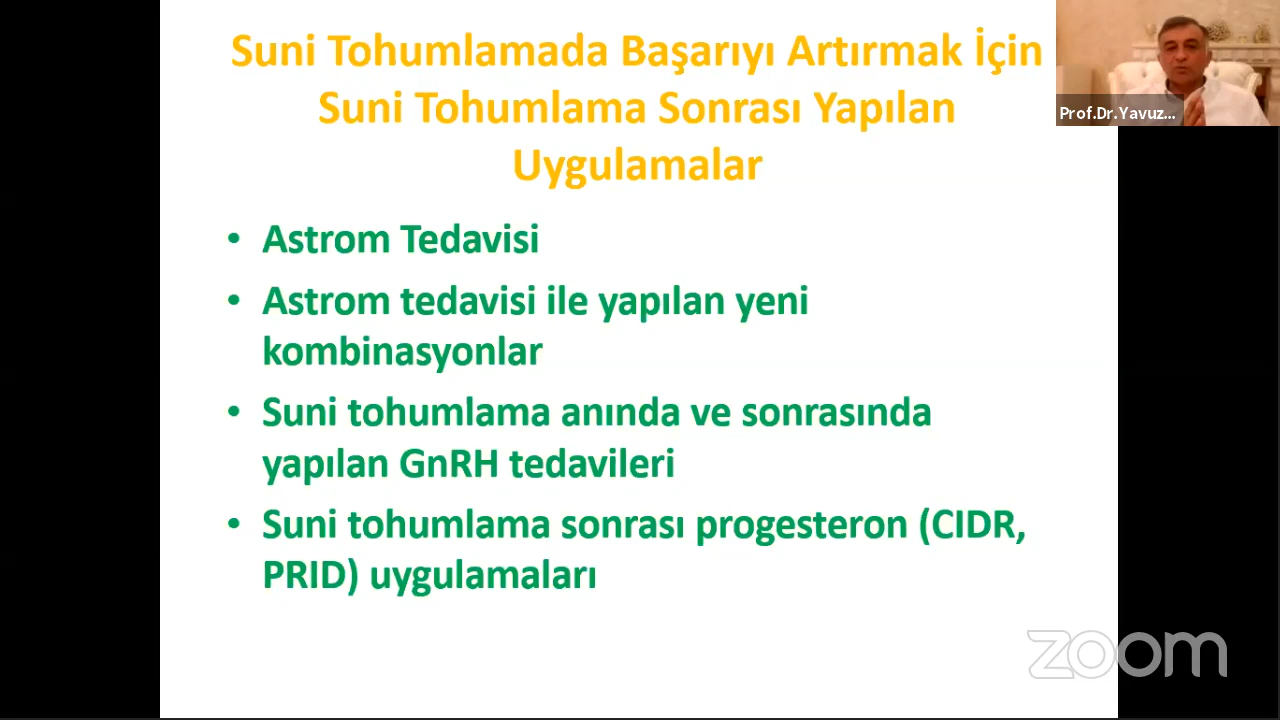 Suni Tohumlamada Başarıyı Artırmak İçin
Suni Tohumlama Sonrası Yapılan
Uygulamalar
Prof.Dr.Yavuz...
• Astrom Tedavisi
• Astrom tedavisi ile yapılan yeni
kombinasyonlar
• Suni tohumlama anında ve sonrasında
yapılan GnRH tedavileri
• Suni tohumlama sonrası progesteron (CIDR,
PRID) uygulamaları
zoom